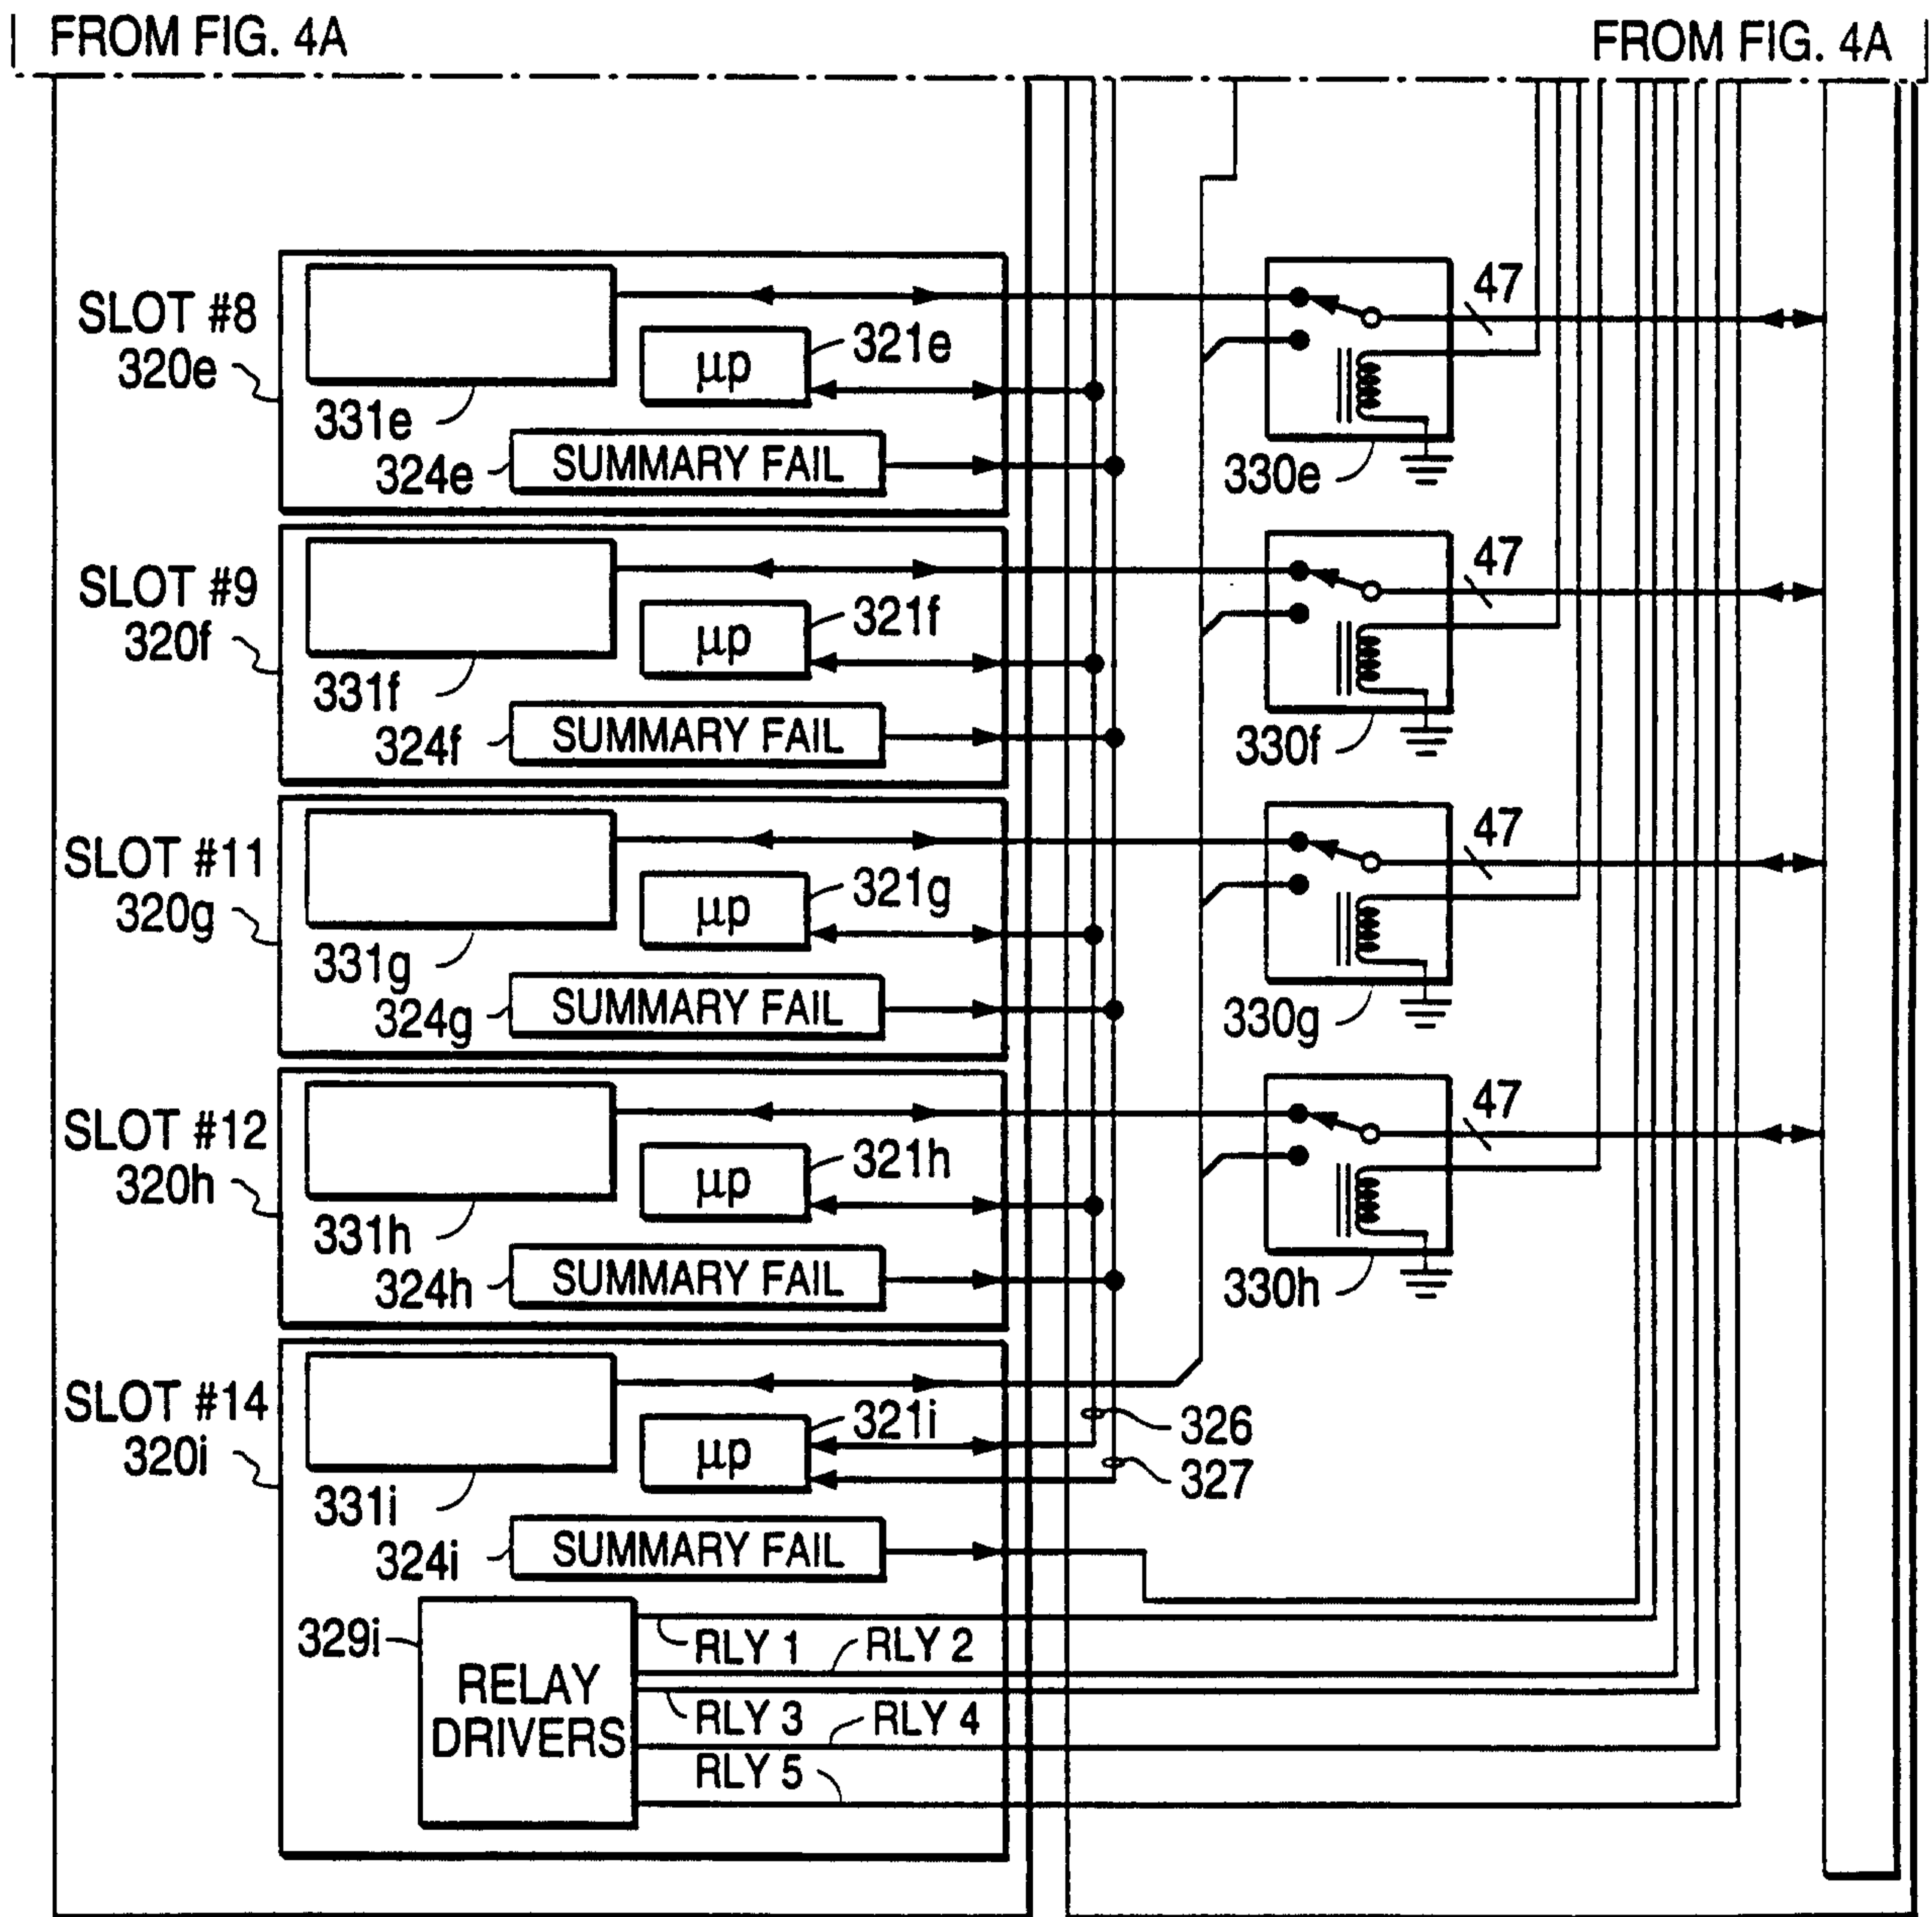 FROM FIG. 4A
FROM FIG. 4A
SLOT #8
320e
331e
µp
321e
324e
SUMMARY FAIL
47
330e
SLOT #9
320f
331f
µp
321f
324f
SUMMARY FAIL
47
330f
SLOT #11
320g
331g
µp
321g
324g
SUMMARY FAIL
47
330g
SLOT #12
320h
331h
µp
321h
324h
SUMMARY FAIL
47
330h
SLOT #14
320i
331i
µp
321i
326
327
324i
SUMMARY FAIL
329i
RELAY
DRIVERS
RLY 1
RLY 2
RLY 3
RLY 4
RLY 5